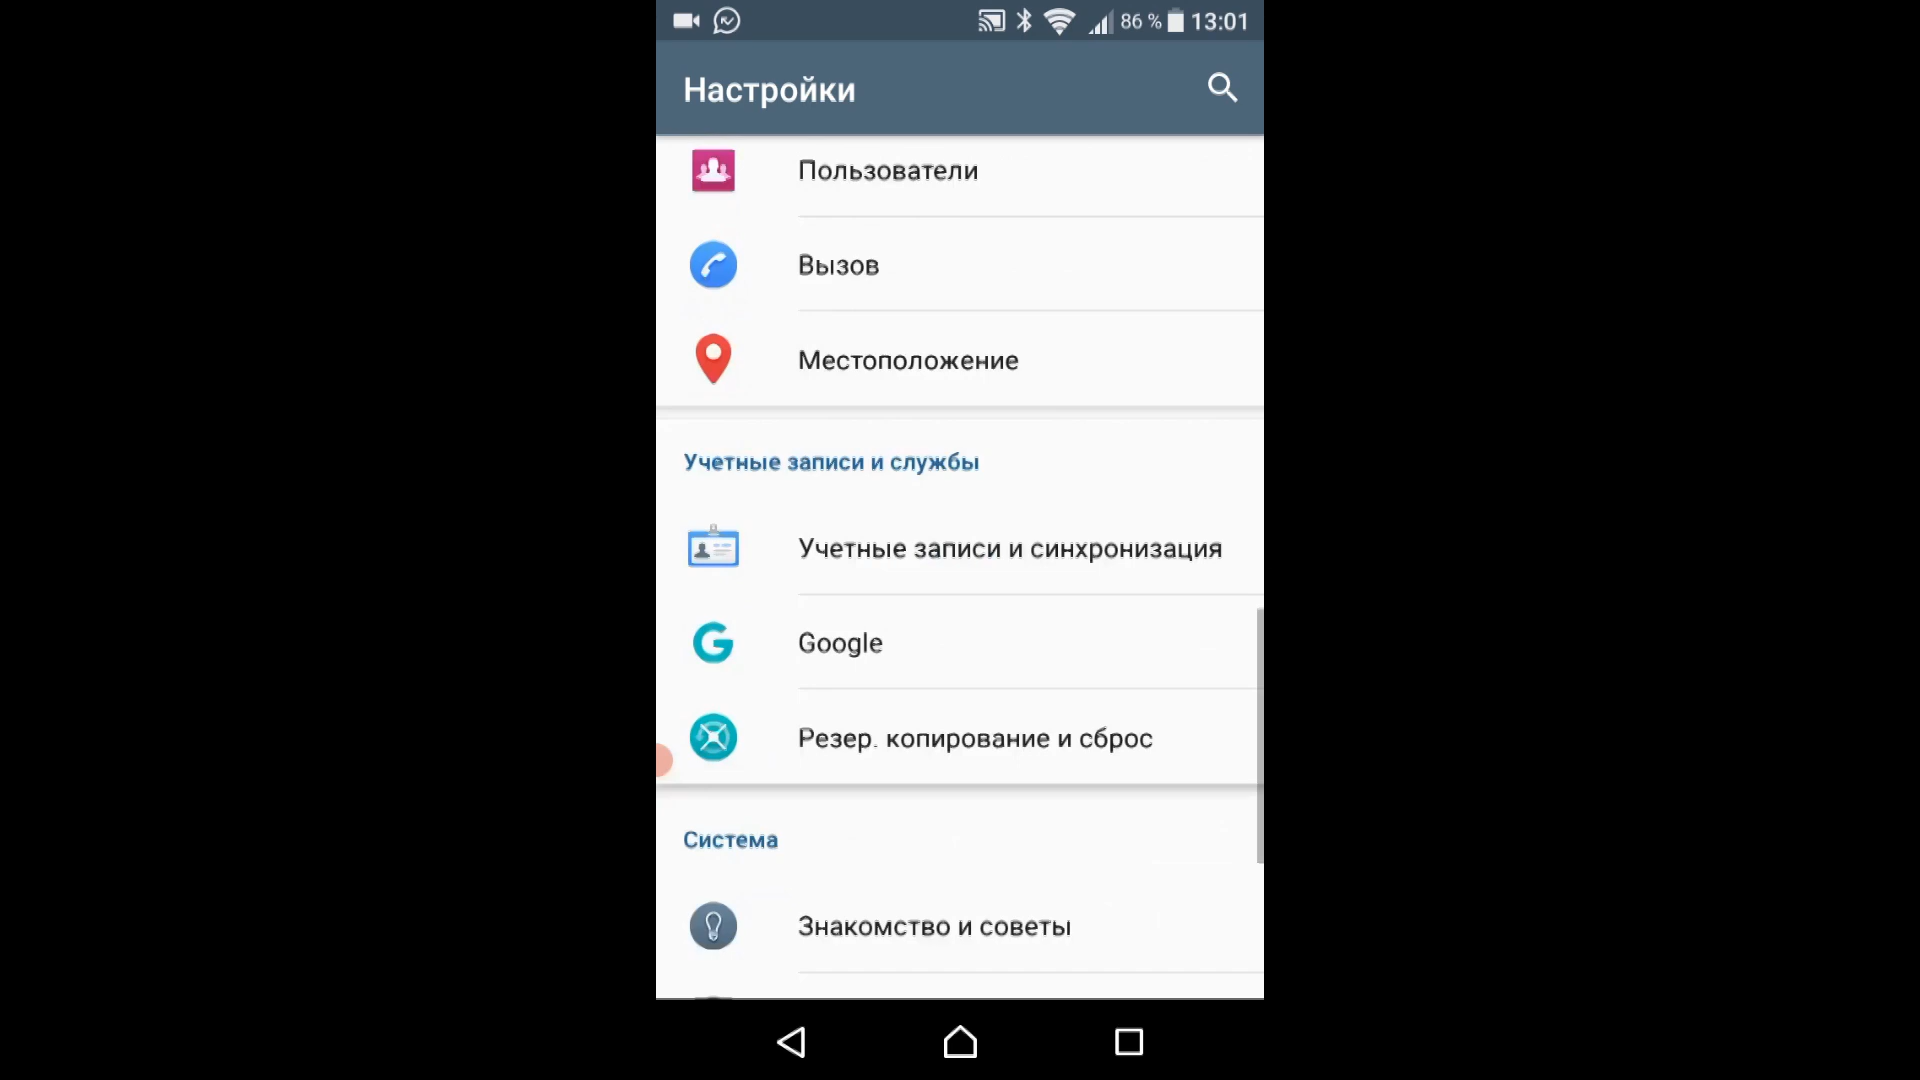 86 % 13:01
Настройки
Пользователи
Вызов
Местоположение
Учетные записи и службы
Учетные записи и синхронизация
Google
Резер. копирование и сброс
Система
Знакомство и советы